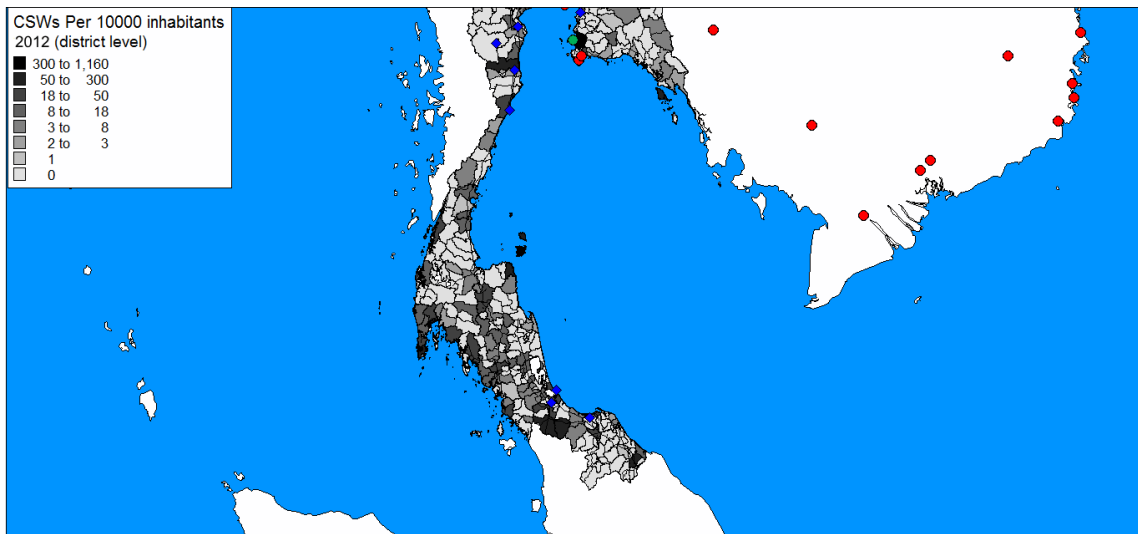 CSWs Per 10000 inhabitants
2012 (district level)
300 to 1,160
50 to 300
18 to 50
8 to 18
3 to 8
2 to 3
1
0